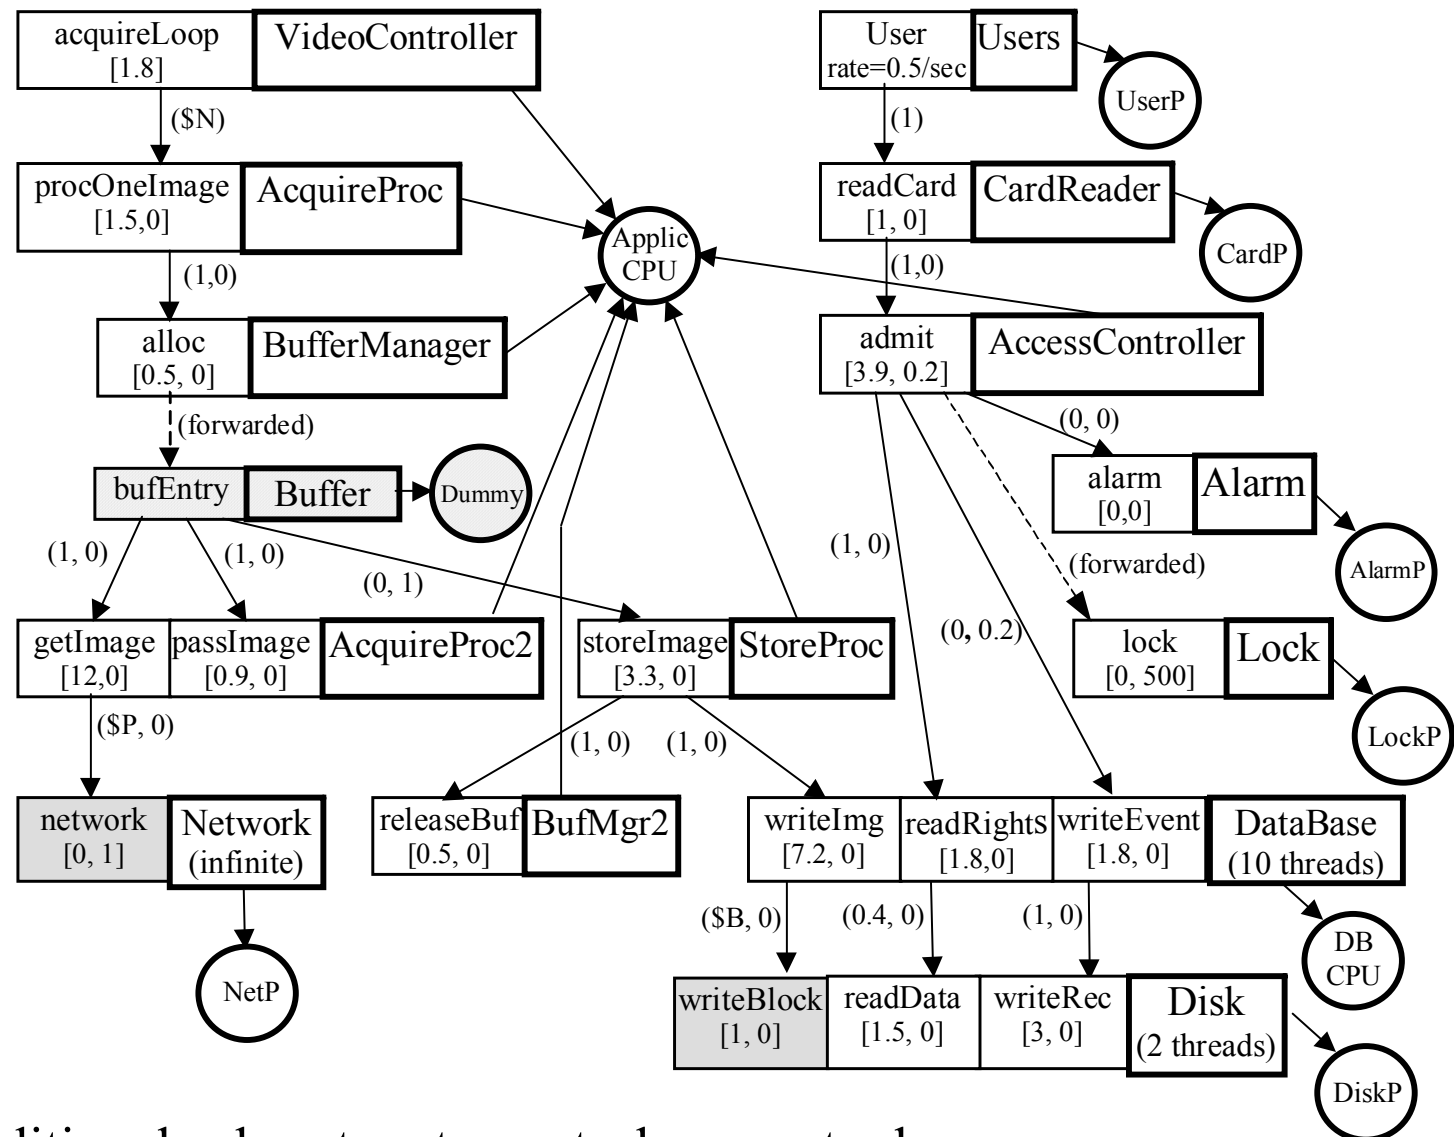 acquireLoop
[1.8]
VideoController
User
rate=0.5/sec
Users
UserP
($N)
(1)
procOneImage
[1.5,0]
AcquireProc
Applic
CPU
readCard
[1, 0]
CardReader
CardP
(1,0)
(1,0)
alloc
[0.5, 0]
BufferManager
admit
[3.9, 0.2]
AccessController
(forwarded)
(0, 0)
bufEntry
Buffer
Dummy
alarm
[0,0]
Alarm
AlarmP
(1, 0)
(1, 0)
(0, 1)
(1, 0)
(forwarded)
(0, 0.2)
getImage
[12,0]
passImage
[0.9, 0]
AcquireProc2
storeImage
[3.3, 0]
StoreProc
lock
[0, 500]
Lock
LockP
($P, 0)
(1, 0)
(1, 0)
network
[0, 1]
Network
(infinite)
releaseBuf
[0.5, 0]
BufMgr2
writeImg
[7.2, 0]
readRights
[1.8,0]
writeEvent
[1.8, 0]
DataBase
(10 threads)
($B, 0)
(0.4, 0)
(1, 0)
DB
CPU
NetP
writeBlock
[1, 0]
readData
[1.5, 0]
writeRec
[3, 0]
Disk
(2 threads)
DiskP